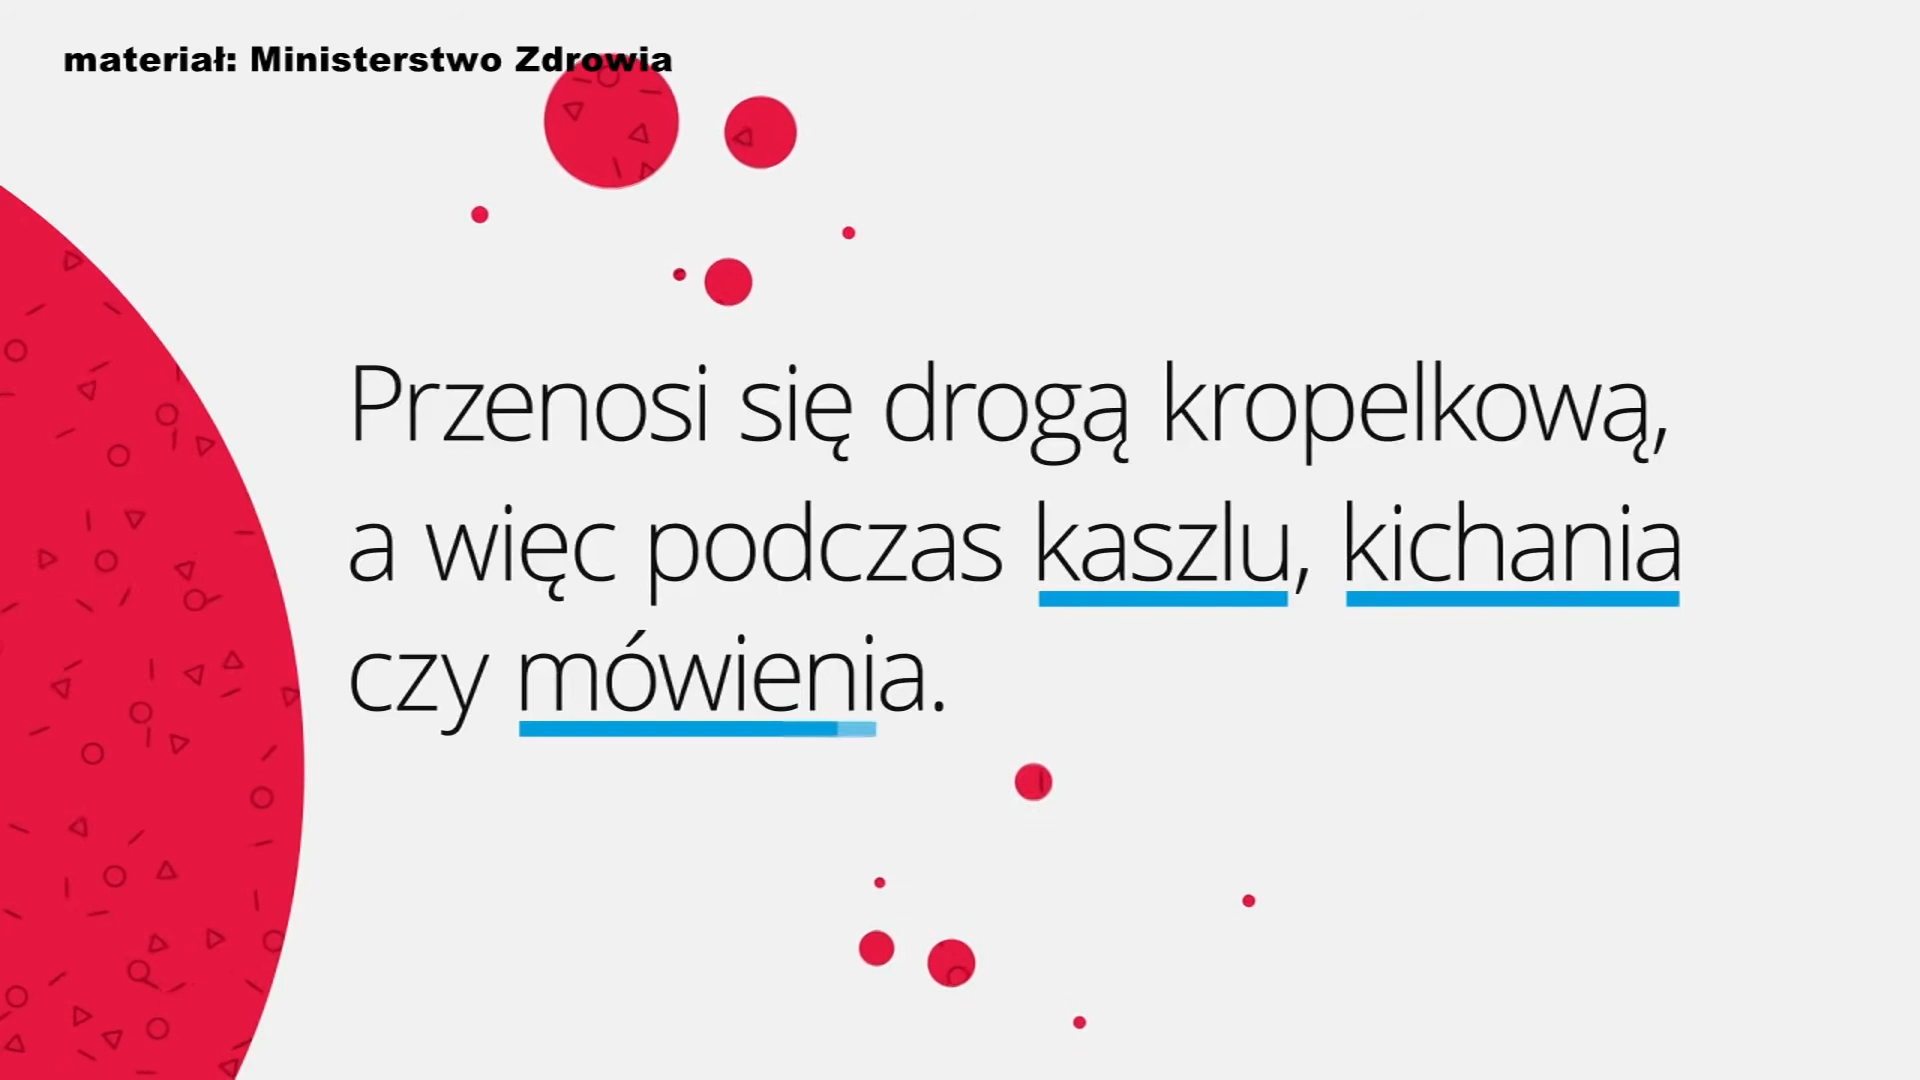 materiał: Ministerstwo Zdrowia
Przenosi się drogą kropelkową,
a więc podczas kaszlu, kichania
czy mówienia.